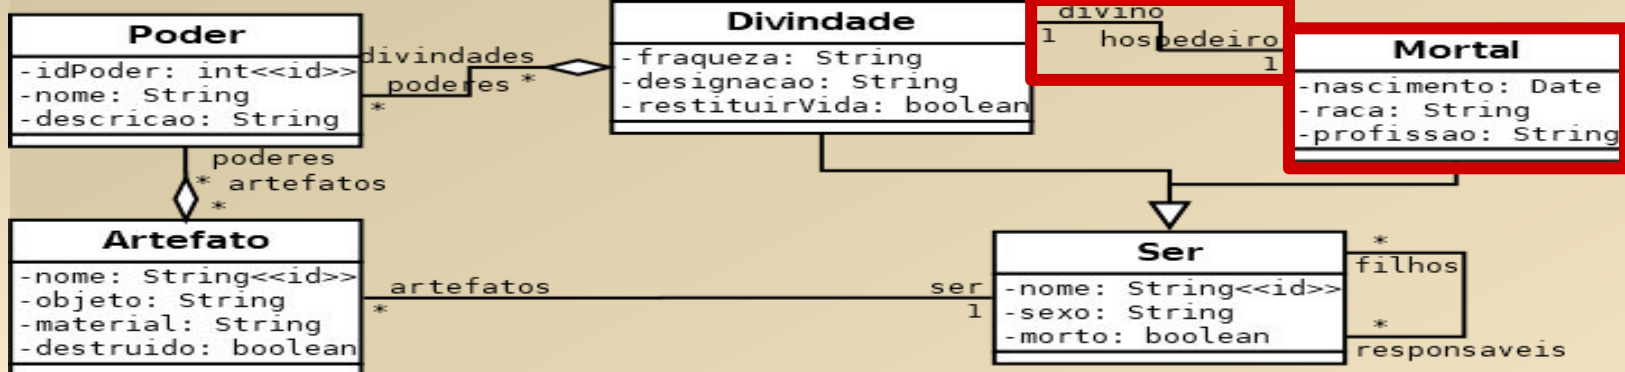 Poder
-idPoder: int<<id>>
-nome: String
-descricao: String
divindades
poderes *
*
Divindade
-fraqueza: String
-designacao: String
-restituirVida: boolean
divino
1
hospedeiro
1
Mortal
-nascimento: Date
-raca: String
-profissao: String
poderes
*
artefatos
*
Artefato
-nome: String<<id>>
-objeto: String
-material: String
-destruido: boolean
artefatos
*
ser
1
Ser
-nome: String<<id>>
-sexo: String
-morto: boolean
*
filhos
*
responsaveis